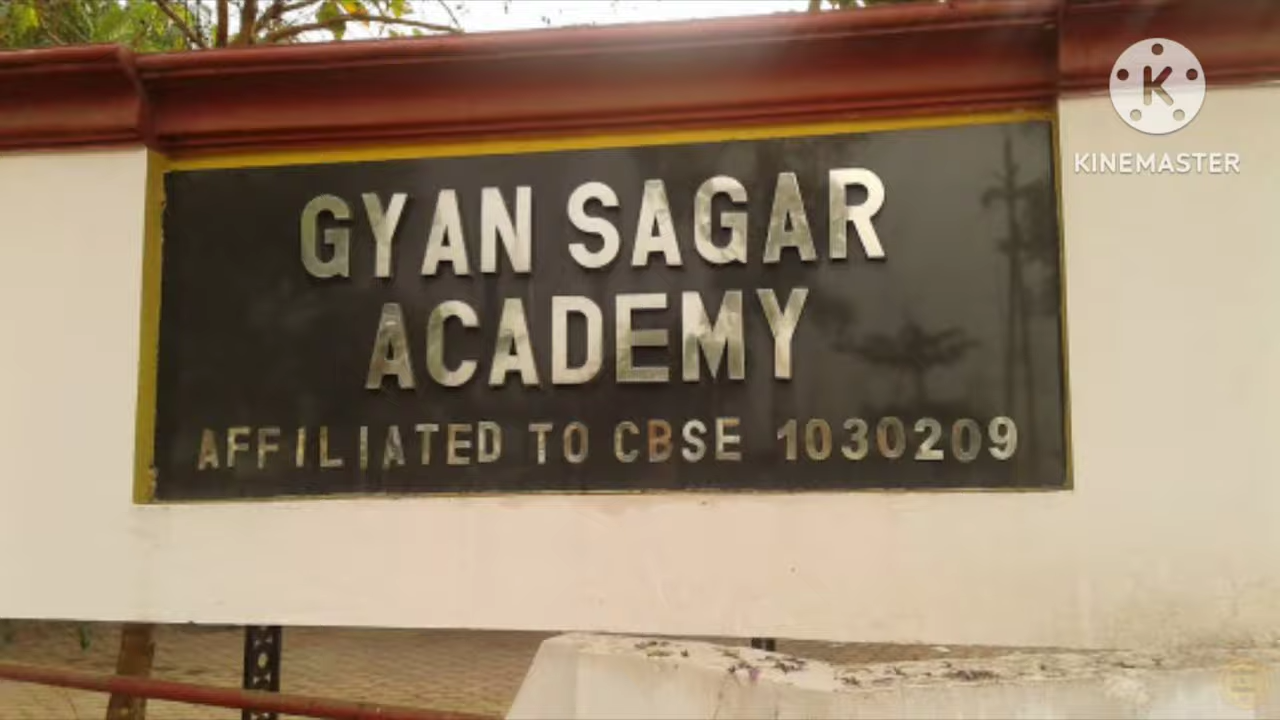 GYAN SAGAR
ACADEMY
AFFILIATED TO CBSE 1030209
K
KINEMASTER